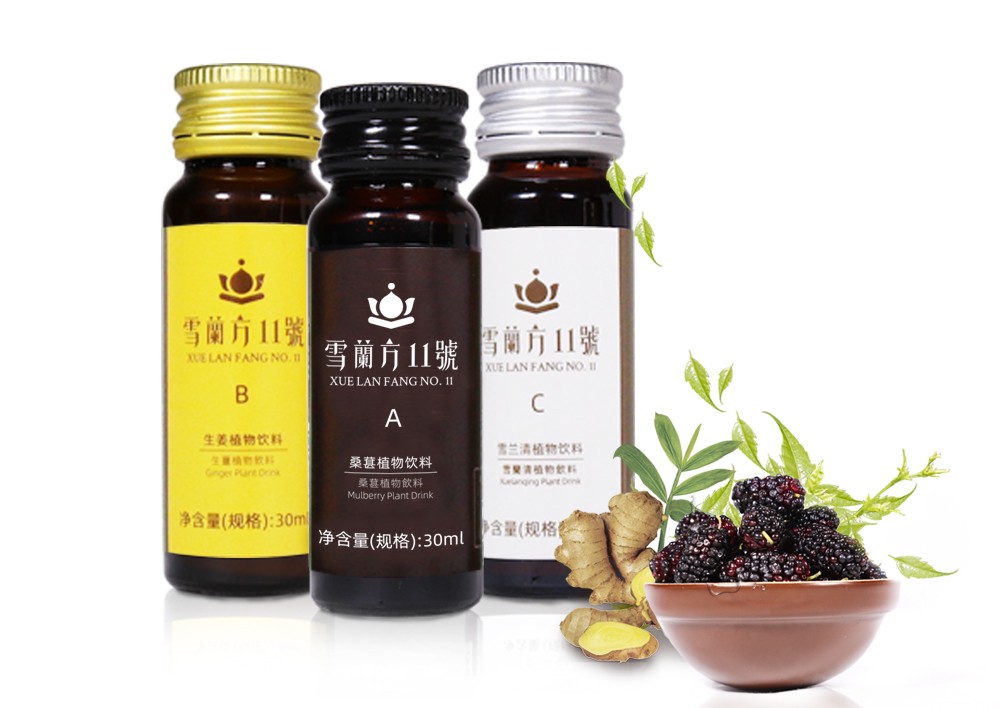 雪蘭方11號
XUE LAN FANG NO. 11
B
生姜植物饮料
生薑植物飲料
Ginger Plant Drink
净含量(规格):30ml
雪蘭方11號
XUE LAN FANG NO. 11
A
桑葚植物饮料
桑葚植物飲料
Mulberry Plant Drink
净含量(规格):30ml
雪蘭方11號
XUE LAN FANG NO. 11
C
雪兰清植物饮料
雪蘭清植物飲料
Xuelanqing Plant Drink
净含量(规格